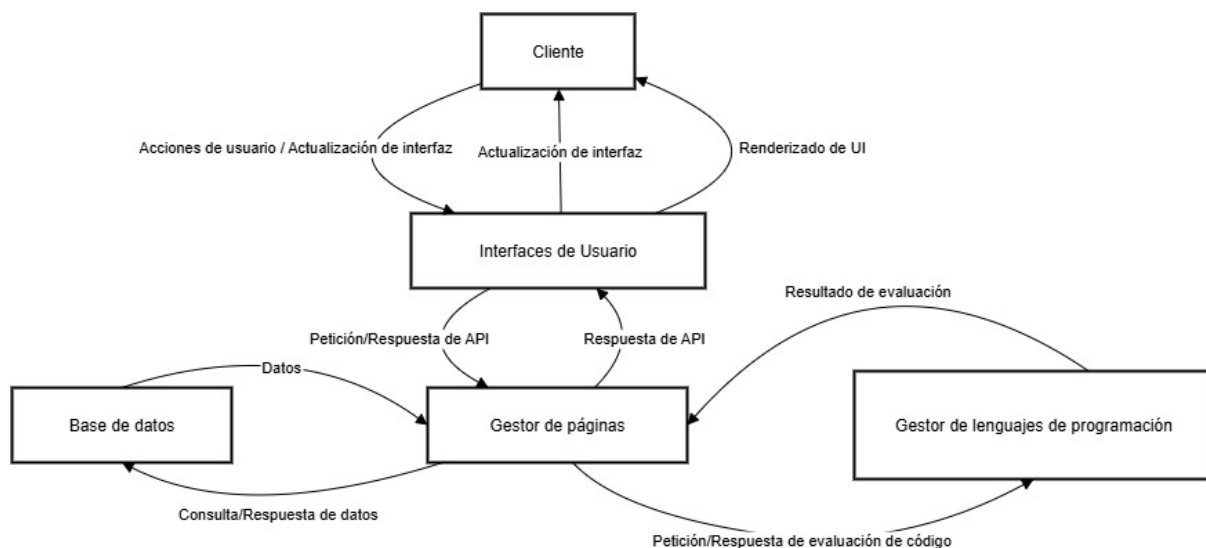 Cliente
Acciones de usuario / Actualización de interfaz
Actualización de interfaz
Renderizado de UI
Interfaces de Usuario
Resultado de evaluación
Petición/Respuesta de API
Respuesta de API
Datos
Base de datos
Gestor de páginas
Gestor de lenguajes de programación
Consulta/Respuesta de datos
Petición/Respuesta de evaluación de código